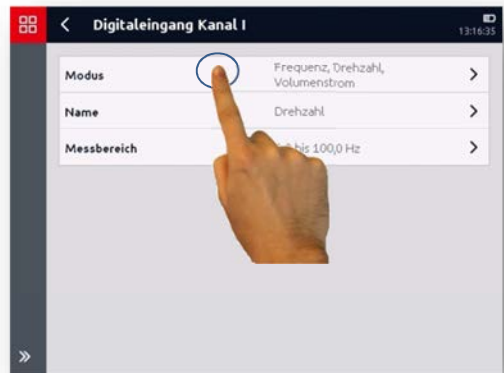 Digitaleingang Kanal I
13:16:35
Modus
Frequenz, Drehzahl,
Volumenstrom
Name
Drehzahl
Messbereich
bis 100,0 Hz